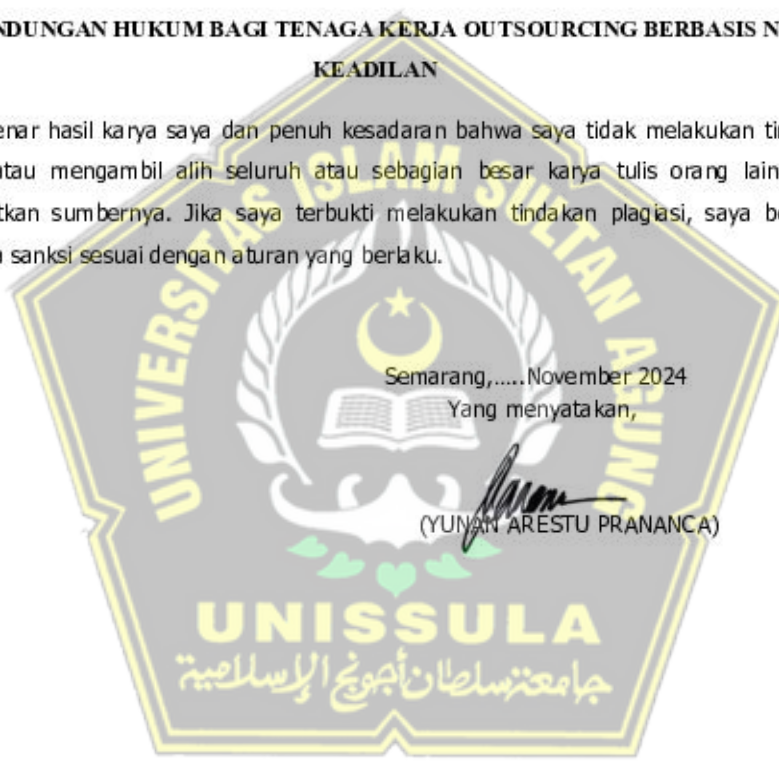 NDUNGAN HUKUM BAGI TENAGA KERJA OUTSOURCING BERBASIS N
KEADILAN
enar hasil karya saya dan penuh kesadaran bahwa saya tidak melakukan tin
atau mengambil alih seluruh atau sebagian besar karya tulis orang lain
tkan sumbernya. Jika saya terbukti melakukan tindakan plagiasi, saya be
sanksi sesuai dengan aturan yang berlaku.
UNIVERSITAS ISLAM SULTAN AGUNG
Semarang,.....November 2024
Yang menyatakan,
(YUNAN ARESTU PRANANCA)
UNISSULA
جامعتنسلطان أجونج الإسلامية